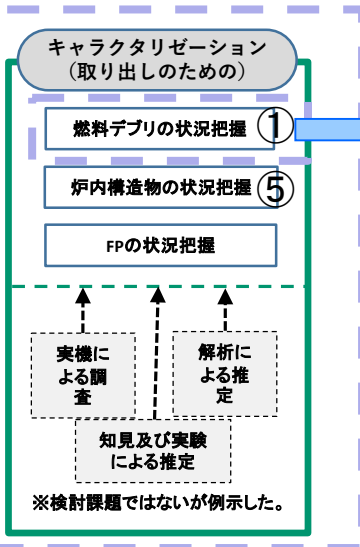 キャラクタリゼーション
（取り出しのための）
燃料デブリの状況把握 ①
炉内構造物の状況把握 ⑤
FPの状況把握
実機に
よる調
査
解析に
よる推
定
知見及び実験
による推定
※検討課題ではないが例示した。